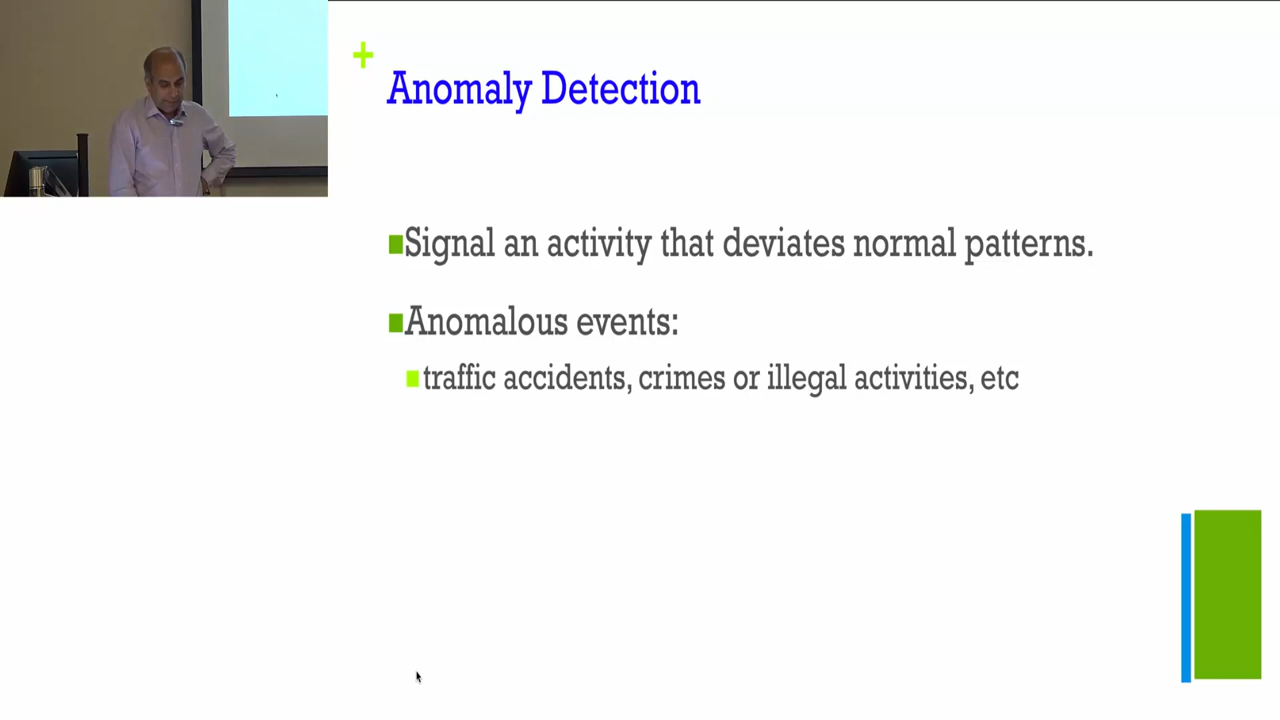 +
Anomaly Detection
Signal an activity that deviates normal patterns.
Anomalous events:
traffic accidents, crimes or illegal activities, etc